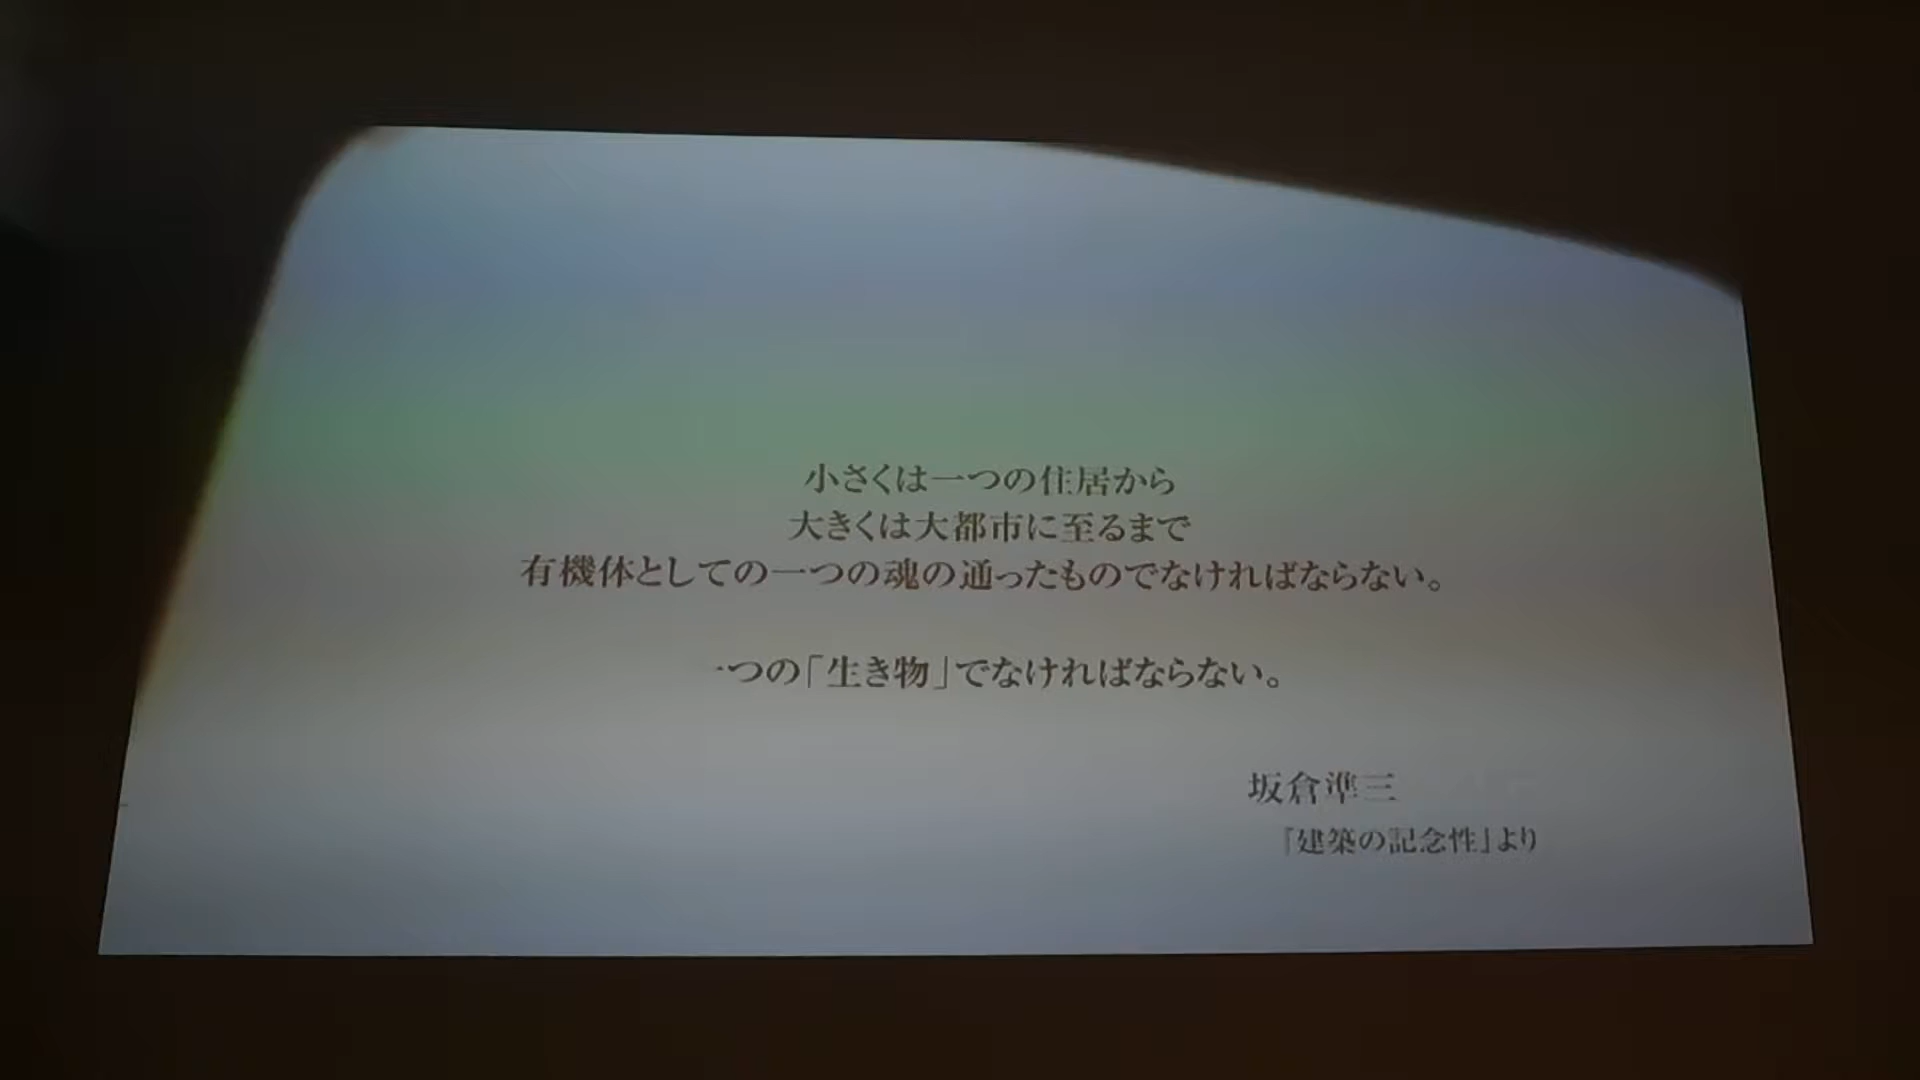 小さくは一つの住居から
大きくは大都市に至るまで
有機体としての一つの魂の通ったものでなければならない。
一つの「生き物」でなければならない。
坂倉準三
『建築の記念性』より